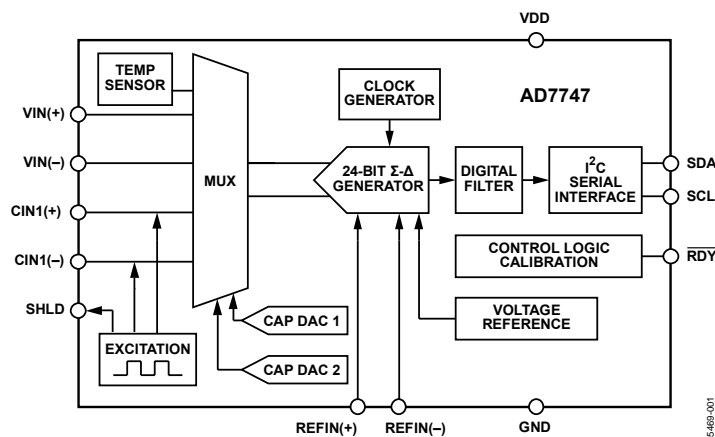 VDD
TEMP
SENSOR
CLOCK
GENERATOR
AD7747
VIN(+)
VIN(–)
MUX
24-BIT Σ-Δ
GENERATOR
DIGITAL
FILTER
I²C
SERIAL
INTERFACE
SDA
SCL
CIN1(+)
CIN1(–)
CONTROL LOGIC
CALIBRATION
RDY
SHLD
EXCITATION
CAP DAC 1
CAP DAC 2
VOLTAGE
REFERENCE
REFIN(+)
REFIN(–)
GND
5469-001